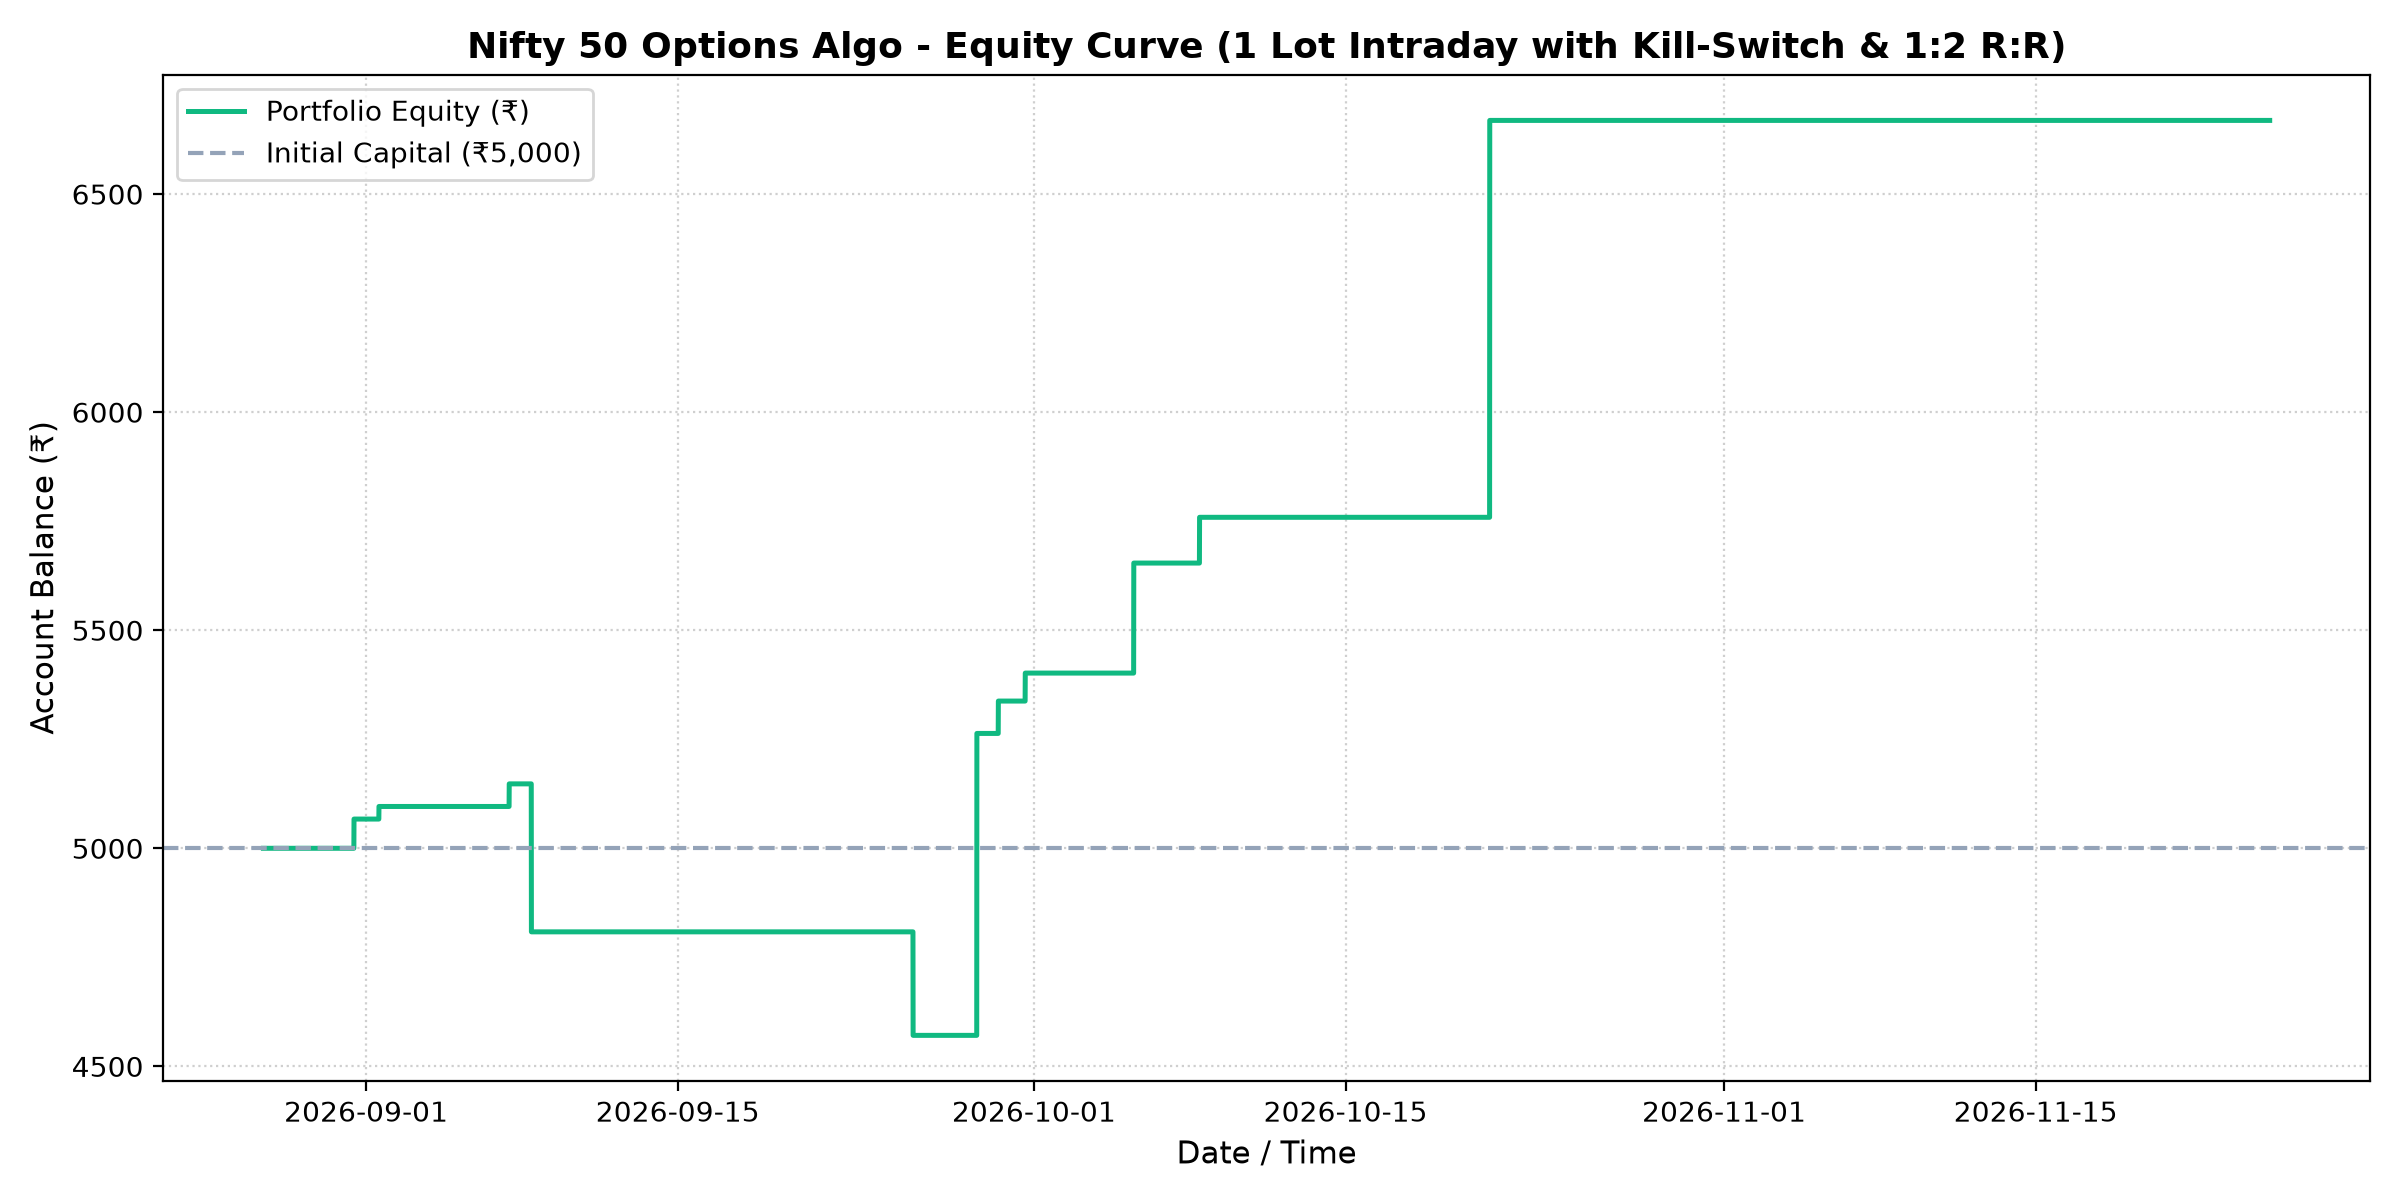 Nifty 50 Options Algo - Equity Curve (1 Lot Intraday with Kill-Switch & 1:2 R:R)
Portfolio Equity (₹)
Initial Capital (₹5,000)
6500
6000
5500
5000
4500
Account Balance (₹)
2026-09-01
2026-09-15
2026-10-01
2026-10-15
2026-11-01
2026-11-15
Date / Time